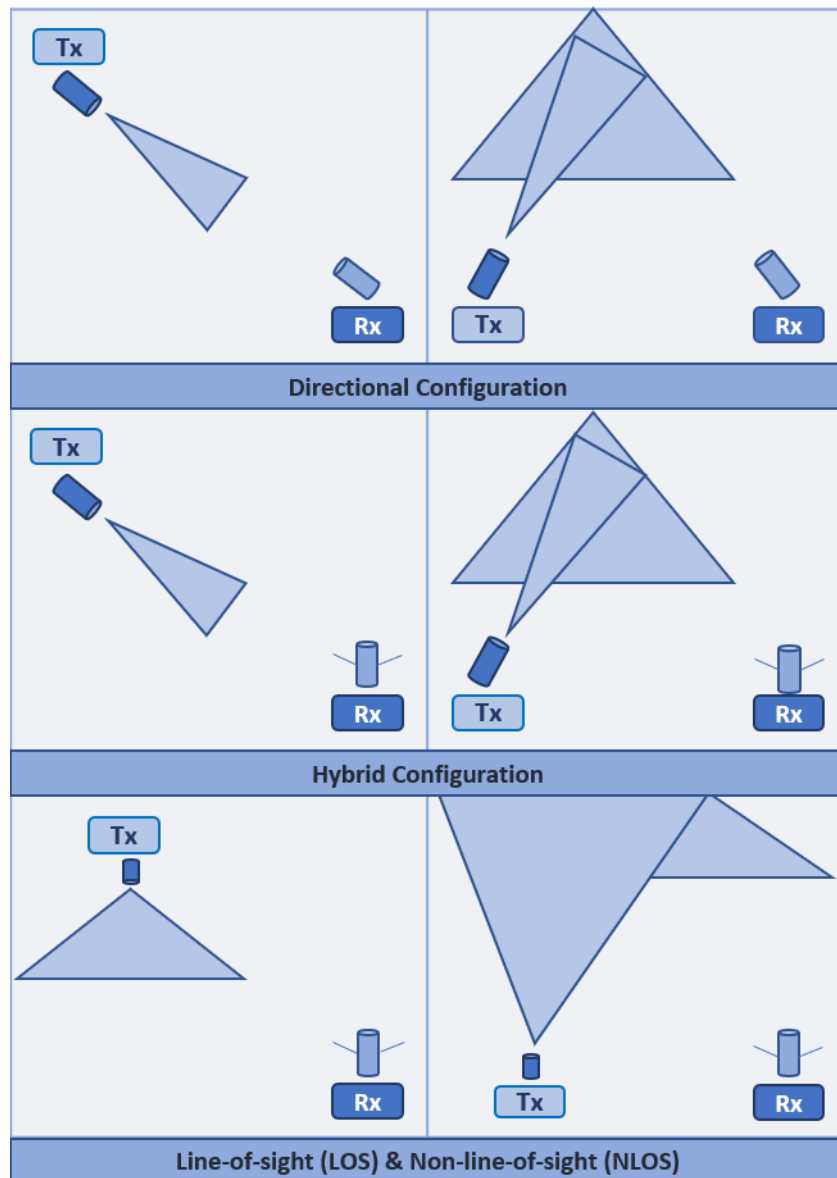 Tx
Rx
Tx
Rx
Directional Configuration
Tx
Rx
Tx
Rx
Hybrid Configuration
Tx
Rx
Tx
Rx
Line-of-sight (LOS) & Non-line-of-sight (NLOS)